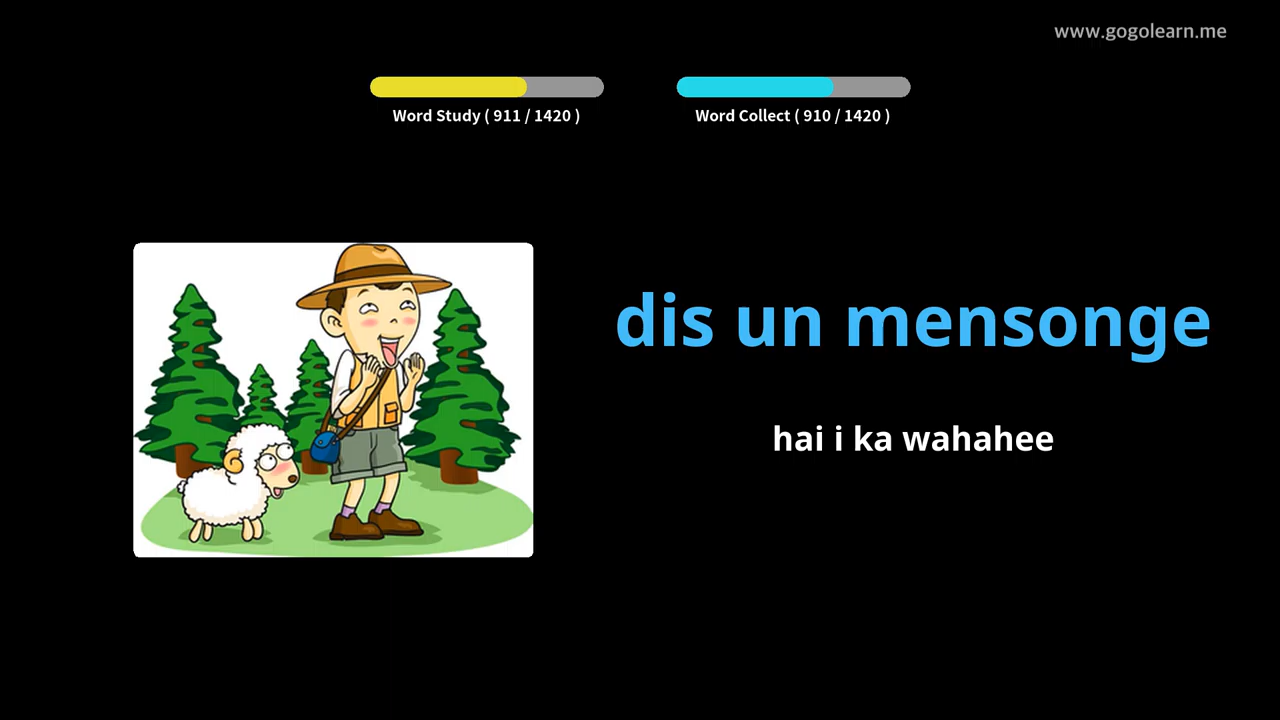 www.gogolearn.me
Word Study ( 911 / 1420 )
Word Collect ( 910 / 1420 )
dis un mensonge
hai i ka wahahee